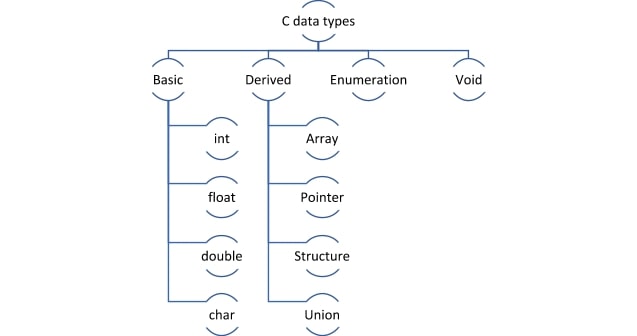 C data types
Basic
Derived
Enumeration
Void
int
Array
float
Pointer
double
Structure
char
Union